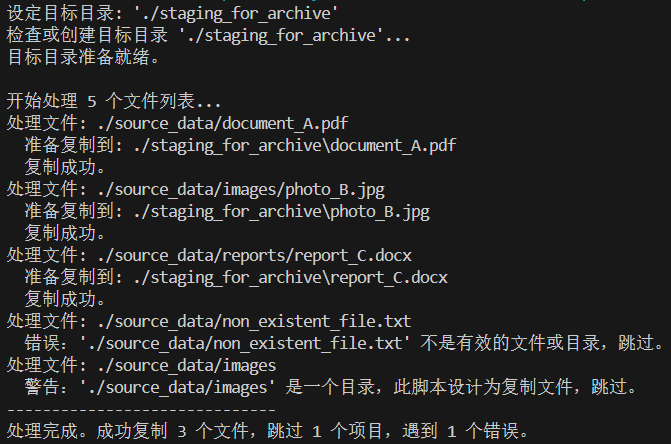 设定目标目录: './staging_for_archive'
检查或创建目标目录 './staging_for_archive'...
目标目录准备就绪。
开始处理 5 个文件列表...
处理文件: ./source_data/document_A.pdf
  准备复制到: ./staging_for_archive\document_A.pdf
  复制成功。
处理文件: ./source_data/images/photo_B.jpg
  准备复制到: ./staging_for_archive\photo_B.jpg
  复制成功。
处理文件: ./source_data/reports/report_C.docx
  准备复制到: ./staging_for_archive\report_C.docx
  复制成功。
处理文件: ./source_data/non_existent_file.txt
  错误：'./source_data/non_existent_file.txt' 不是有效的文件或目录，跳过。
处理文件: ./source_data/images
  警告：'./source_data/images' 是一个目录，此脚本设计为复制文件，跳过。
------------------------------
处理完成。成功复制 3 个文件，跳过 1 个项目，遇到 1 个错误。